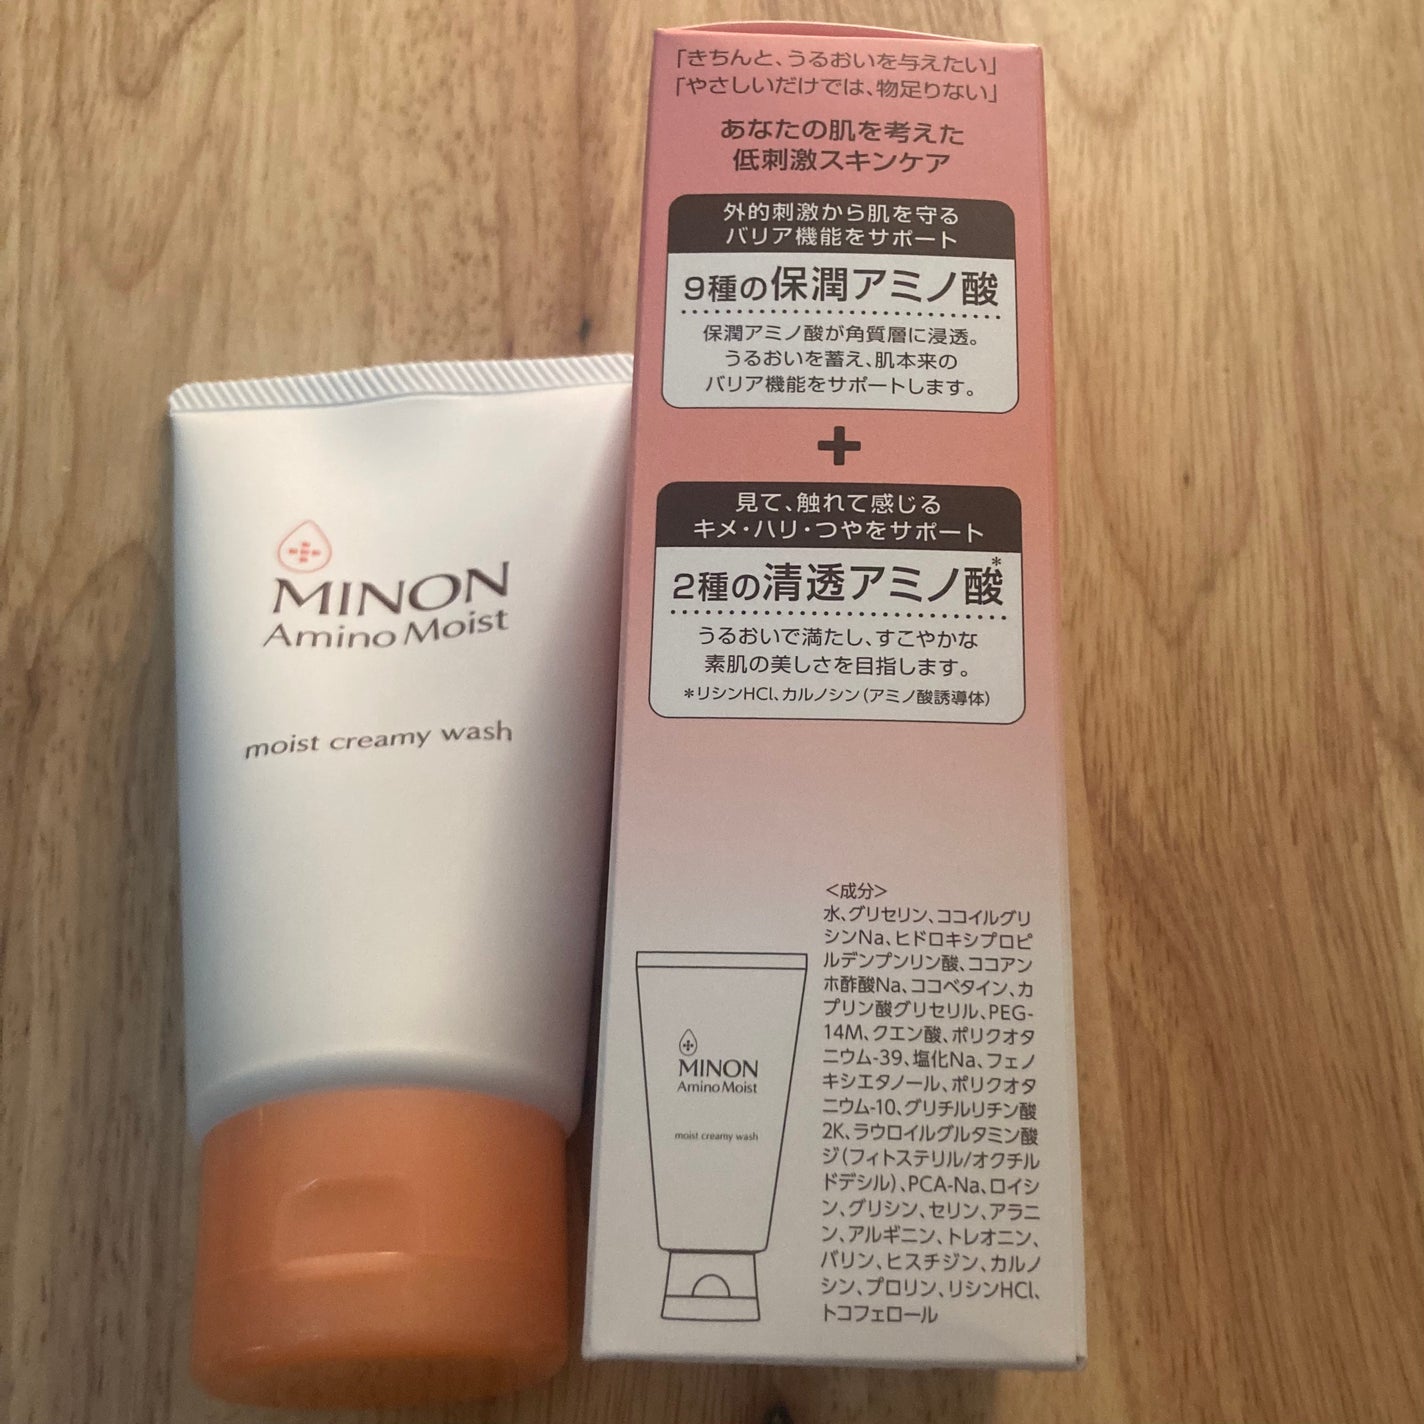 MINON
Amino Moist
moist creamy wash
「きちんと、うるおいを与えたい」
「やさしいだけでは、物足りない」
あなたの肌を考えた
低刺激スキンケア
外的刺激から肌を守る
バリア機能をサポート
9種の保潤アミノ酸
保潤アミノ酸が角質層に浸透。
うるおいを蓄え、肌本来の
バリア機能をサポートします。
+
見て、触れて感じる
キメ・ハリ・つやをサポート
2種の清透アミノ酸*
うるおいで満たし、すこやかな
素肌の美しさを目指します。
*リシンHCl、カルノシン（アミノ酸誘導体）
MINON
Amino Moist
moist creamy wash
＜成分＞
水、グリセリン、ココイルグリ
シンNa、ヒドロキシプロピ
ルデンプンリン酸、ココアン
ホ酢酸Na、ココベタイン、カ
プリン酸グリセリル、PEG-
14M、クエン酸、ポリクオタ
ニウム-39、塩化Na、フェノ
キシエタノール、ポリクオタ
ニウム-10、グリチルリチン酸
2K、ラウロイルグルタミン酸
ジ（フィトステリル/オクチル
ドデシル）、PCA-Na、ロイシ
ン、グリシン、セリン、アラニ
ン、アルギニン、トレオニン、
バリン、ヒスチジン、カルノ
シン、プロリン、リシンHCl、
トコフェロール